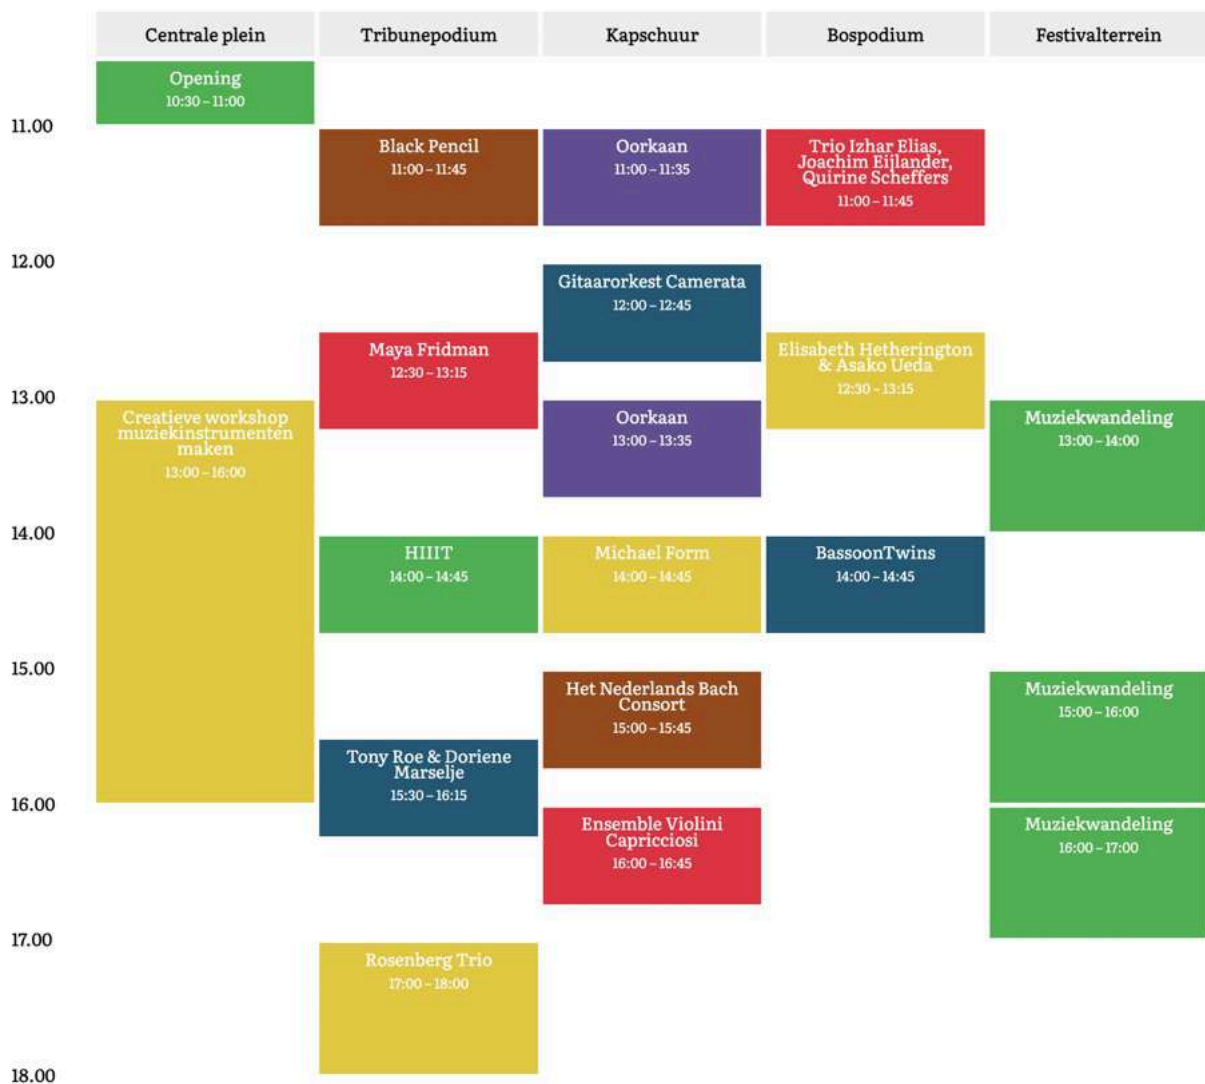 Centrale plein
Tribunepodium
Kapschuur
Bospodium
Festivalterrein
Opening
10:30 – 11:00
11.00
Black Pencil
11:00 – 11:45
Oorkaan
11:00 – 11:35
Trio Izhar Elias,
Joachim Eijlander,
Quirine Scheffers
11:00 – 11:45
12.00
Gitaarorkest Camerata
12:00 – 12:45
Maya Fridman
12:30 – 13:15
Elisabeth Hetherington
& Asako Ueda
12:30 – 13:15
13.00
Creatieve workshop
muziekinstrumenten
maken
13:00 – 16:00
Oorkaan
13:00 – 13:35
Muziekwandeling
13:00 – 14:00
14.00
HIIIT
14:00 – 14:45
Michael Form
14:00 – 14:45
BassoonTwins
14:00 – 14:45
15.00
Het Nederlands Bach
Consort
15:00 – 15:45
Muziekwandeling
15:00 – 16:00
Tony Roe & Doriene
Marselje
15:30 – 16:15
16.00
Ensemble Violini
Capricciosi
16:00 – 16:45
Muziekwandeling
16:00 – 17:00
17.00
Rosenberg Trio
17:00 – 18:00
18.00